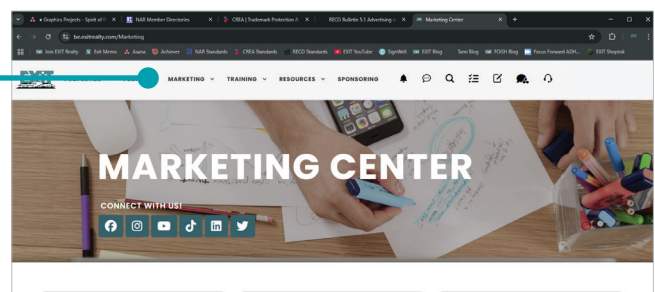 Graphics Projects - Spirit of E
NAR Member Directories
CREA | Trademark Protection A
RECO Bulletin 5.1 Advertising
Marketing Center
be.exitrealty.com/Marketing
Join EXIT Realty
Exit Memo
Asana
Achiever
NAR Standards
CREA Standards
RECO Standards
EXIT YouTube
SignWell
EXIT Blog
Tami Blog
POGH Blog
Focus Forward ADH...
EXIT Shoptok
EXIT
MARKETING
TRAINING
RESOURCES
SPONSORING
MARKETING CENTER
CONNECT WITH US!